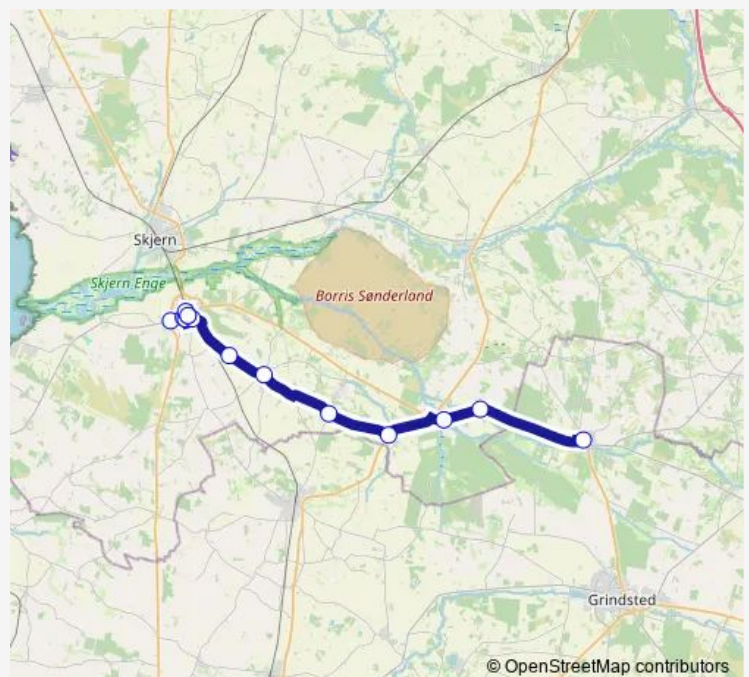 Skjern
Skjern Enge
Borris Sønderland
Grindsted
© OpenStreetMap contributors